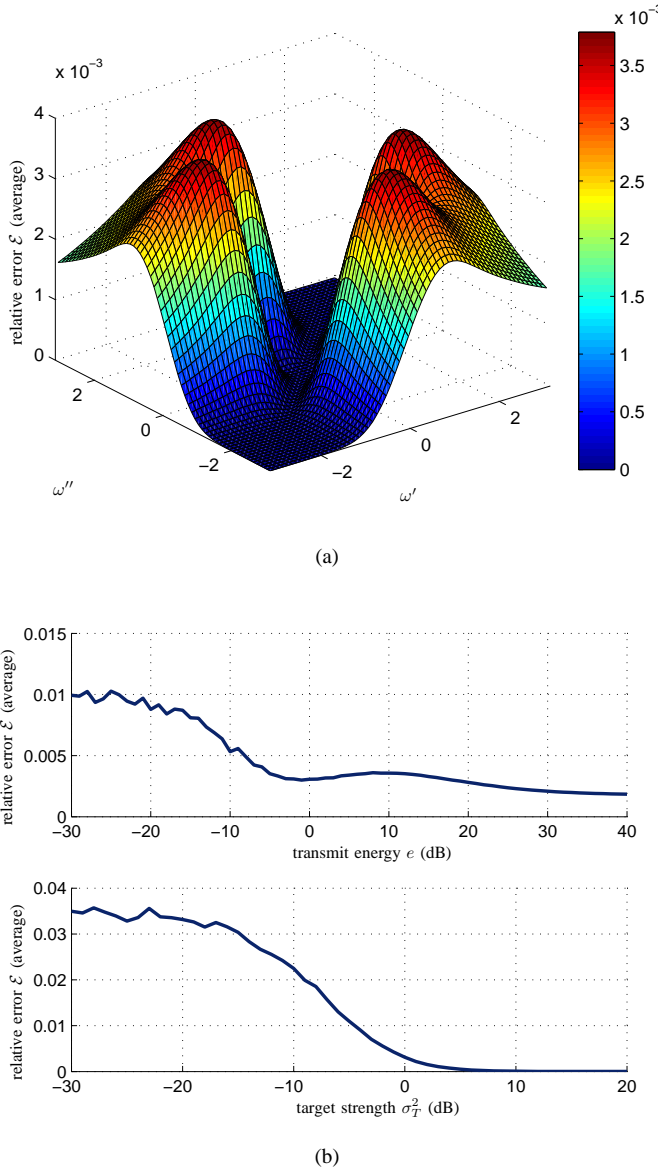 x 10⁻³
x 10⁻³
4
3
2
1
0
relative error ℰ (average)
2
0
−2
ω′′
−2
0
2
ω′
3.5
3
2.5
2
1.5
1
0.5
0
(a)
0.015
0.01
0.005
0
relative error ℰ (average)
−30 −20 −10 0 10 20 30 40
transmit energy e (dB)
0.04
0.03
0.02
0.01
0
relative error ℰ (average)
−30 −20 −10 0 10 20
target strength σ_T² (dB)
(b)